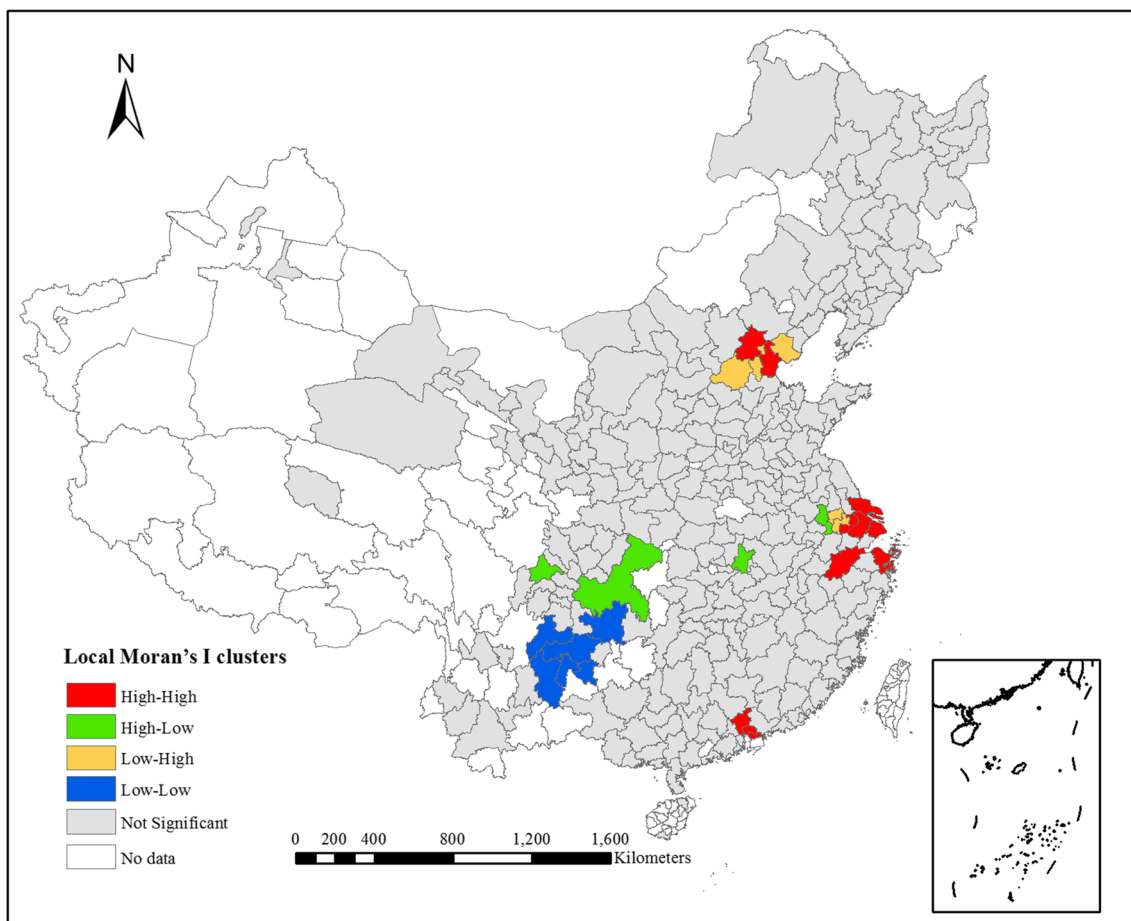 N
Local Moran's I clusters
High-High
High-Low
Low-High
Low-Low
Not Significant
No data
0 200 400 800 1,200 1,600
Kilometers